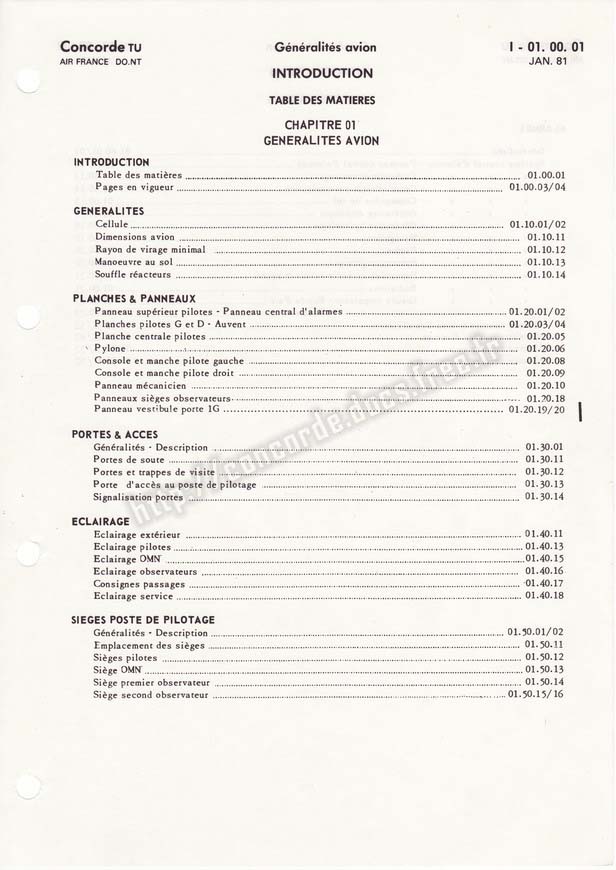 Concorde TU
Généralités avion
I - 01. 00. 01
AIR FRANCE DO.NT
JAN. 81
INTRODUCTION
TABLE DES MATIERES
CHAPITRE 01
GENERALITES AVION
INTRODUCTION
Table des matières 01.00.01
Pages en vigueur 01.00.03/04
GENERALITES
Cellule 01.10.01/02
Dimensions avion 01.10.11
Rayon de virage minimal 01.10.12
Manoeuvre au sol 01.10.13
Souffle réacteurs 01.10.14
PLANCHES & PANNEAUX
Panneau supérieur pilotes - Panneau central d'alarmes 01.20.01/02
Planches pilotes G et D - Auvent 01.20.03/04
Planche centrale pilotes 01.20.05
Pylone 01.20.06
Console et manche pilote gauche 01.20.08
Console et manche pilote droit 01.20.09
Panneau mécanicien 01.20.10
Panneaux sièges observateurs 01.20.18
Panneau vestibule porte 1G 01.20.19/20
PORTES & ACCES
Généralités - Description 01.30.01
Portes de soute 01.30.11
Portes et trappes de visite 01.30.12
Porte d'accès au poste de pilotage 01.30.13
Signalisation portes 01.30.14
ECLAIRAGE
Eclairage extérieur 01.40.11
Eclairage pilotes 01.40.13
Eclairage OMN 01.40.15
Eclairage observateurs 01.40.16
Consignes passages 01.40.17
Eclairage service 01.40.18
SIEGES POSTE DE PILOTAGE
Généralités - Description 01.50.01/02
Emplacement des sièges 01.50.11
Sièges pilotes 01.50.12
Siège OMN 01.50.13
Siège premier observateur 01.50.14
Siège second observateur 01.50.15/16
http://concorde.ducs.free.fr